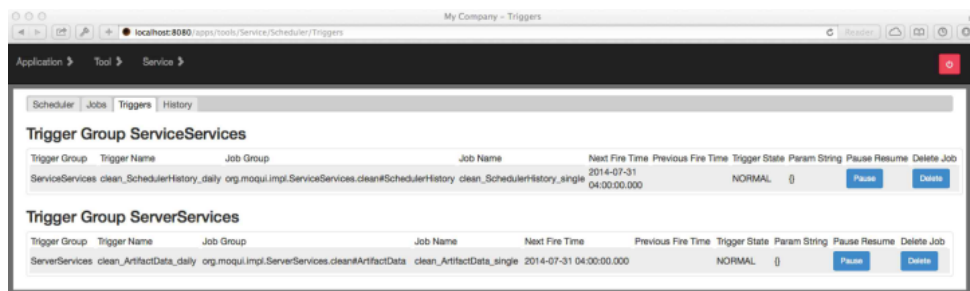 My Company – Triggers
localhost:8080/apps/tools/Service/Scheduler/Triggers
Reader
Application Tool Service
Scheduler Jobs Triggers History
Trigger Group ServiceServices
Trigger Group Trigger Name Job Group Job Name Next Fire Time Previous Fire Time Trigger State Param String Pause Resume Delete Job
ServiceServices clean_SchedulerHistory_daily org.moqui.impl.ServiceServices.clean#SchedulerHistory clean_SchedulerHistory_single 2014-07-31 04:00:00.000 NORMAL {} Pause Delete
Trigger Group ServerServices
Trigger Group Trigger Name Job Group Job Name Next Fire Time Previous Fire Time Trigger State Param String Pause Resume Delete Job
ServerServices clean_ArtifactData_daily org.moqui.impl.ServerServices.clean#ArtifactData clean_ArtifactData_single 2014-07-31 04:00:00.000 NORMAL {} Pause Delete